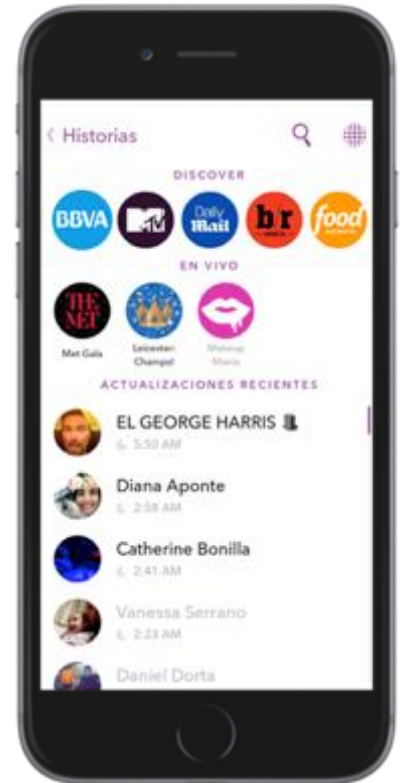 Historias
DISCOVER
BBVA
MTV
Daily Mail
b/r
food
EN VIVO
THE MET
Met Gala
Leicester: Champs!
Makeup Mania
ACTUALIZACIONES RECIENTES
EL GEORGE HARRIS
5:59 AM
Diana Aponte
2:58 AM
Catherine Bonilla
2:41 AM
Vanessa Serrano
2:23 AM
Daniel Dorta